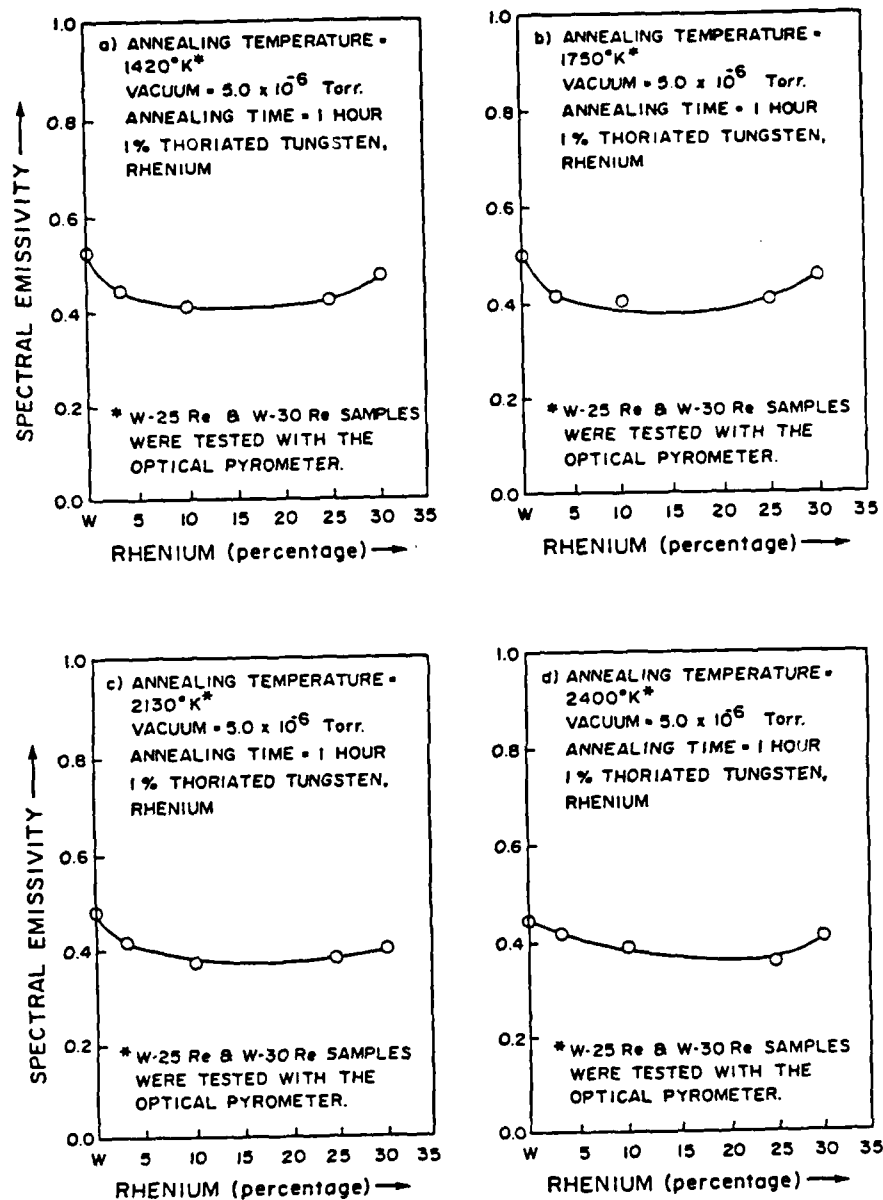 a) ANNEALING TEMPERATURE =
1420°K*
VACUUM = 5.0 x 10-6 Torr.
ANNEALING TIME = 1 HOUR
1% THORIATED TUNGSTEN,
RHENIUM
1.0
0.8
0.6
0.4
0.2
0.0
SPECTRAL EMISSIVITY
* W-25 Re & W-30 Re SAMPLES
WERE TESTED WITH THE
OPTICAL PYROMETER.
W 5 10 15 20 25 30 35
RHENIUM (percentage)
b) ANNEALING TEMPERATURE =
1750°K*
VACUUM = 5.0 x 10-6 Torr.
ANNEALING TIME = 1 HOUR
1% THORIATED TUNGSTEN,
RHENIUM
1.0
0.8
0.6
0.4
0.2
0.0
* W-25 Re & W-30 Re SAMPLES
WERE TESTED WITH THE
OPTICAL PYROMETER.
W 5 10 15 20 25 30 35
RHENIUM (percentage)
c) ANNEALING TEMPERATURE =
2130°K*
VACUUM = 5.0 x 10-6 Torr.
ANNEALING TIME = 1 HOUR
1% THORIATED TUNGSTEN,
RHENIUM
1.0
0.8
0.6
0.4
0.2
0.0
SPECTRAL EMISSIVITY
* W-25 Re & W-30 Re SAMPLES
WERE TESTED WITH THE
OPTICAL PYROMETER.
W 5 10 15 20 25 30 35
RHENIUM (percentage)
d) ANNEALING TEMPERATURE =
2400°K*
VACUUM = 5.0 x 10-6 Torr.
ANNEALING TIME = 1 HOUR
1% THORIATED TUNGSTEN,
RHENIUM
1.0
0.8
0.6
0.4
0.2
0.0
* W-25 Re & W-30 Re SAMPLES
WERE TESTED WITH THE
OPTICAL PYROMETER.
W 5 10 15 20 25 30 35
RHENIUM (percentage)